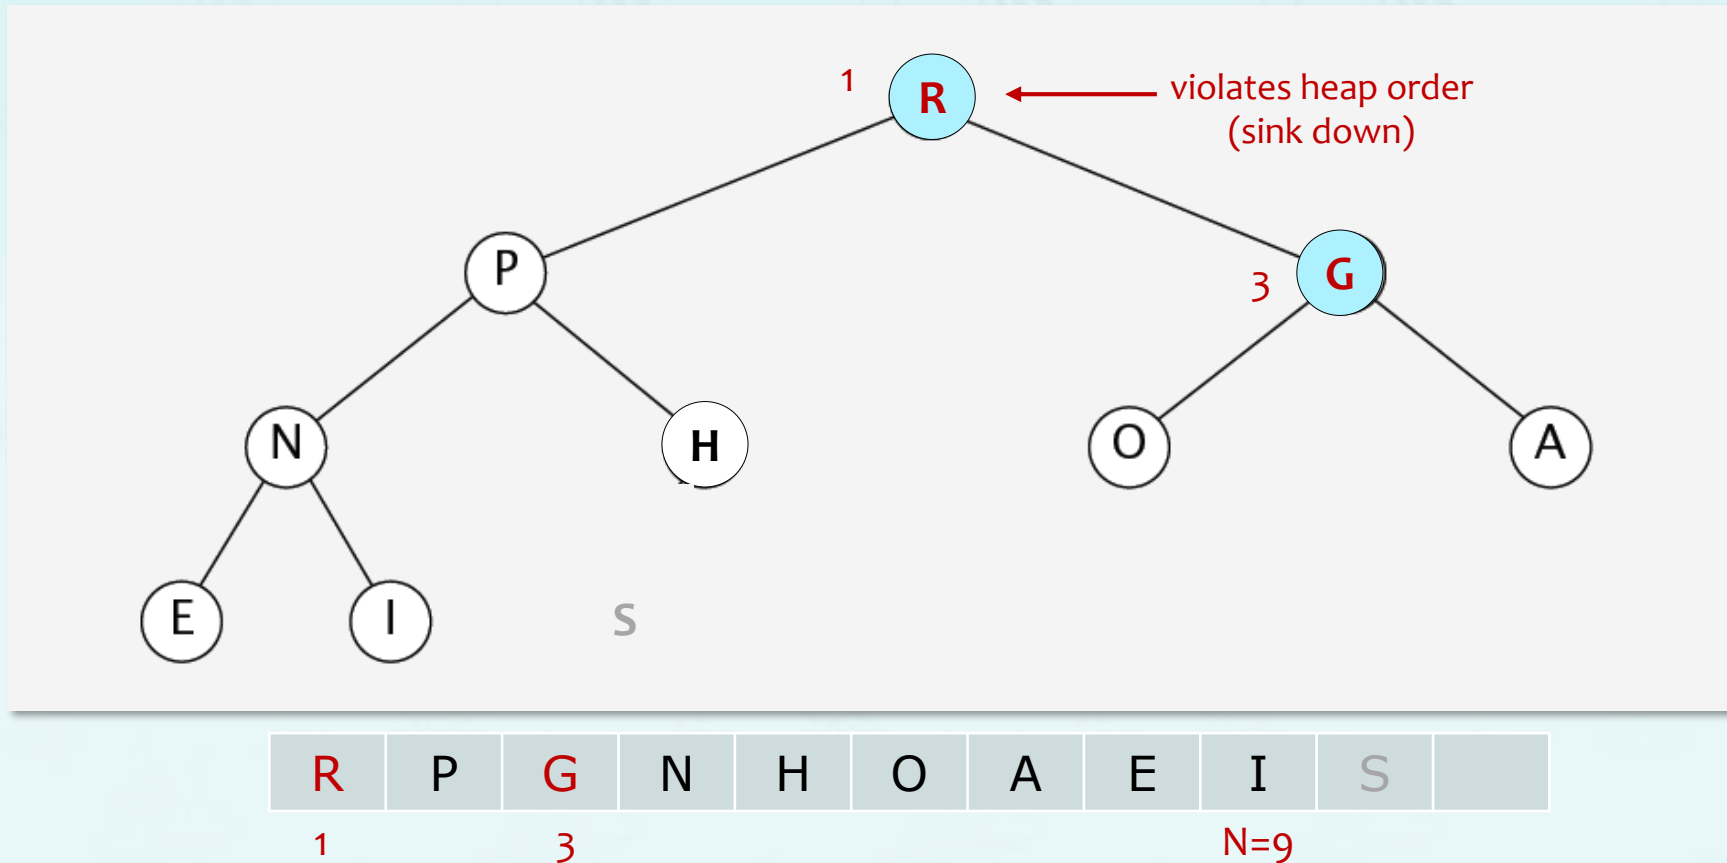 1
R
violates heap order
(sink down)
P
3
G
N
H
O
A
E
I
S
R P G N H O A E I S
1 3 N=9